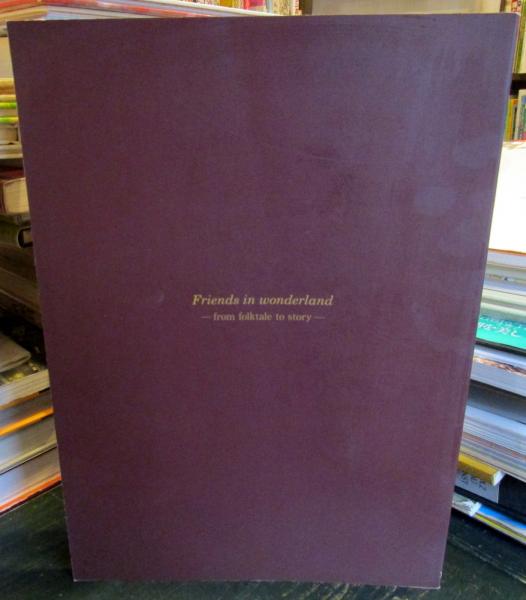 Friends in wonderland
—from folktale to story—